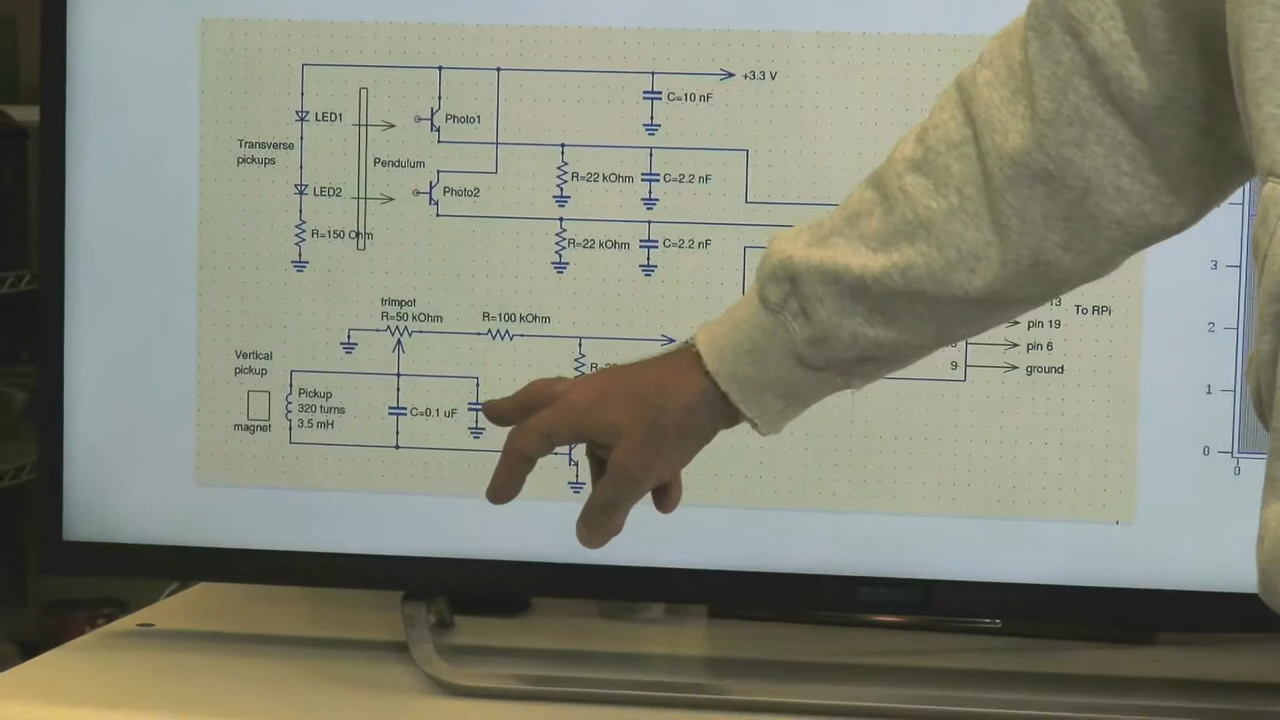 +3.3 V
C=10 nF
LED1
Photo1
Transverse
pickups
Pendulum
R=22 kOhm
C=2.2 nF
LED2
Photo2
R=150 Ohm
R=22 kOhm
C=2.2 nF
trimpot
R=50 kOhm
R=100 kOhm
13
To RPi
pin 19
pin 6
9
ground
Vertical
pickup
Pickup
320 turns
3.5 mH
magnet
C=0.1 uF
3
2
1
0
0